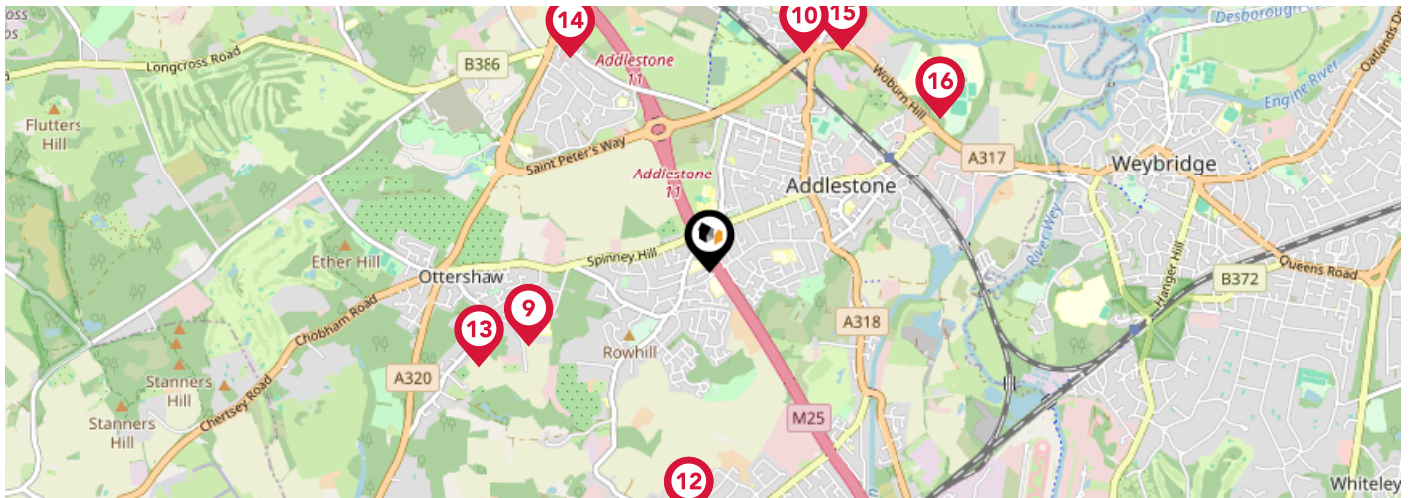 14
10
15
Desborough
Oatlands Dr
Longcross Road
B386
Addlestone
11
Engine River
Woburn Hill
16
Flutters
Hill
Saint Peter's Way
A317
Weybridge
Addlestone
11
Addlestone
River Wey
Spinney Hill
Ether Hill
Ottershaw
Hanger Hill
Queens Road
B372
Chobham Road
9
13
A318
Rowhill
Stanners
Hill
A320
Chertsey Road
Stanners
Hill
M25
12
Whiteley